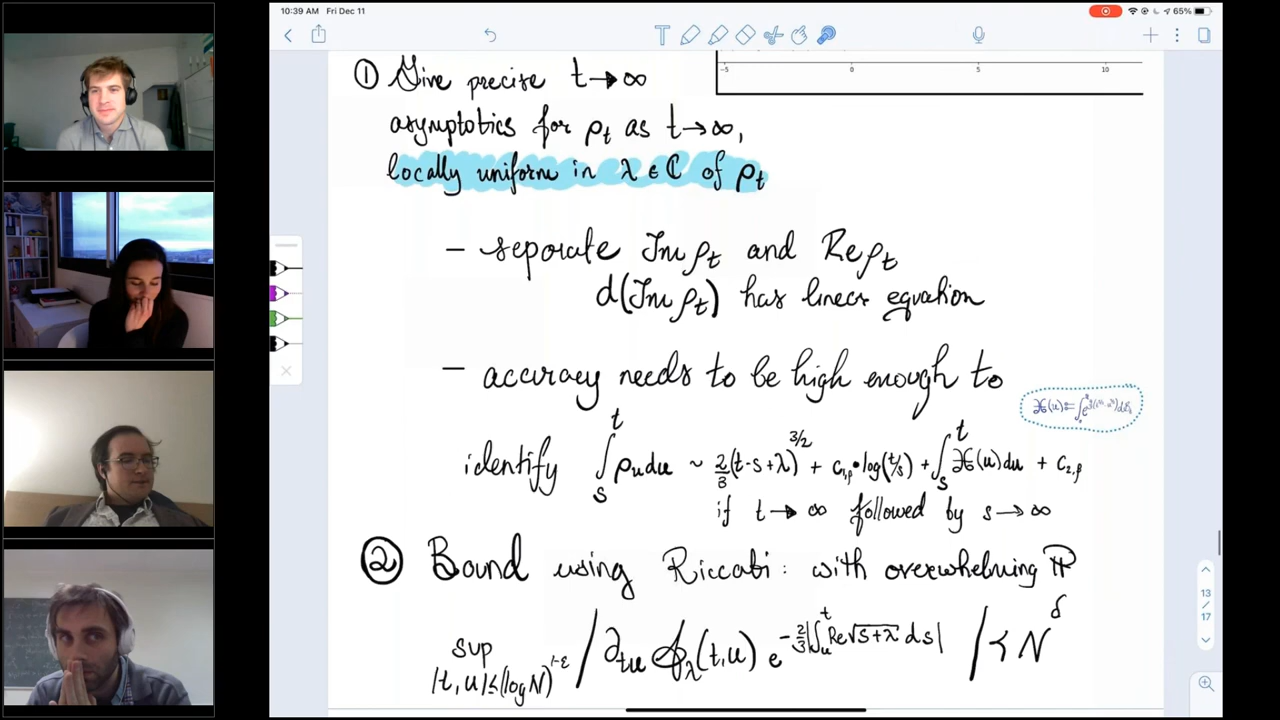 10:39 AM Fri Dec 11
65%
-5 0 5 10
① Give precise t→∞
asymptotics for ρ_t as t→∞,
locally uniform in λ ∈ ℂ of ρ_t
– separate Im ρ_t and Re ρ_t
d(Im ρ_t) has linear equation
– accuracy needs to be high enough to
identify ∫_s^t ρ_u du ~ 2/3 (t-s+λ)^{3/2} + c_{1,β}·log(t/s) + ∫_s^t ℋ(u)du + c_{2,β}
if t→∞ followed by s→∞
② Bound using Riccati: with overwhelming ℙ
sup_{|t,u|≤(log N)^{1-ε}} | ∂_{tu} ϕ_λ(t,u) e^{-2/3|∫_u^t Re√(s+λ) ds|} | < N^δ
13
/
17